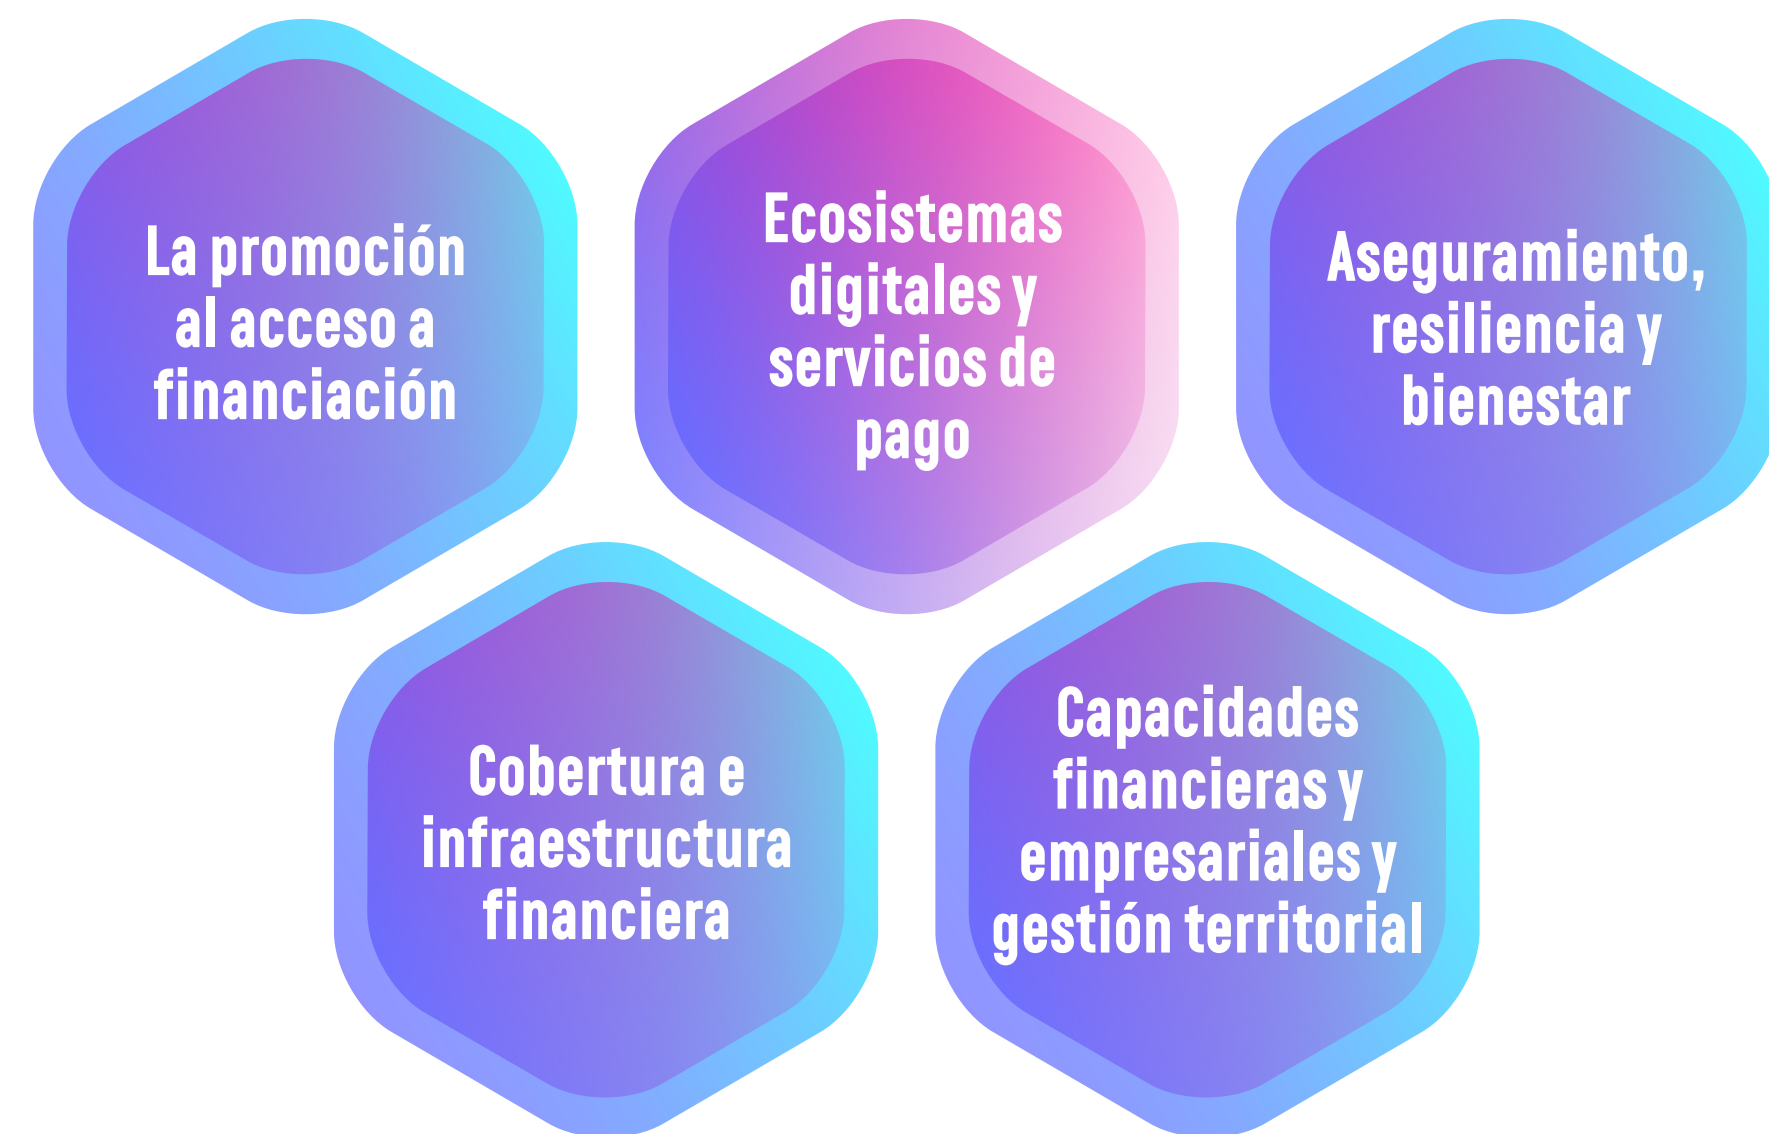 La promoción
al acceso a
financiación
Ecosistemas
digitales y
servicios de
pago
Aseguramiento,
resiliencia y
bienestar
Cobertura e
infraestructura
financiera
Capacidades
financieras y
empresariales y
gestión territorial